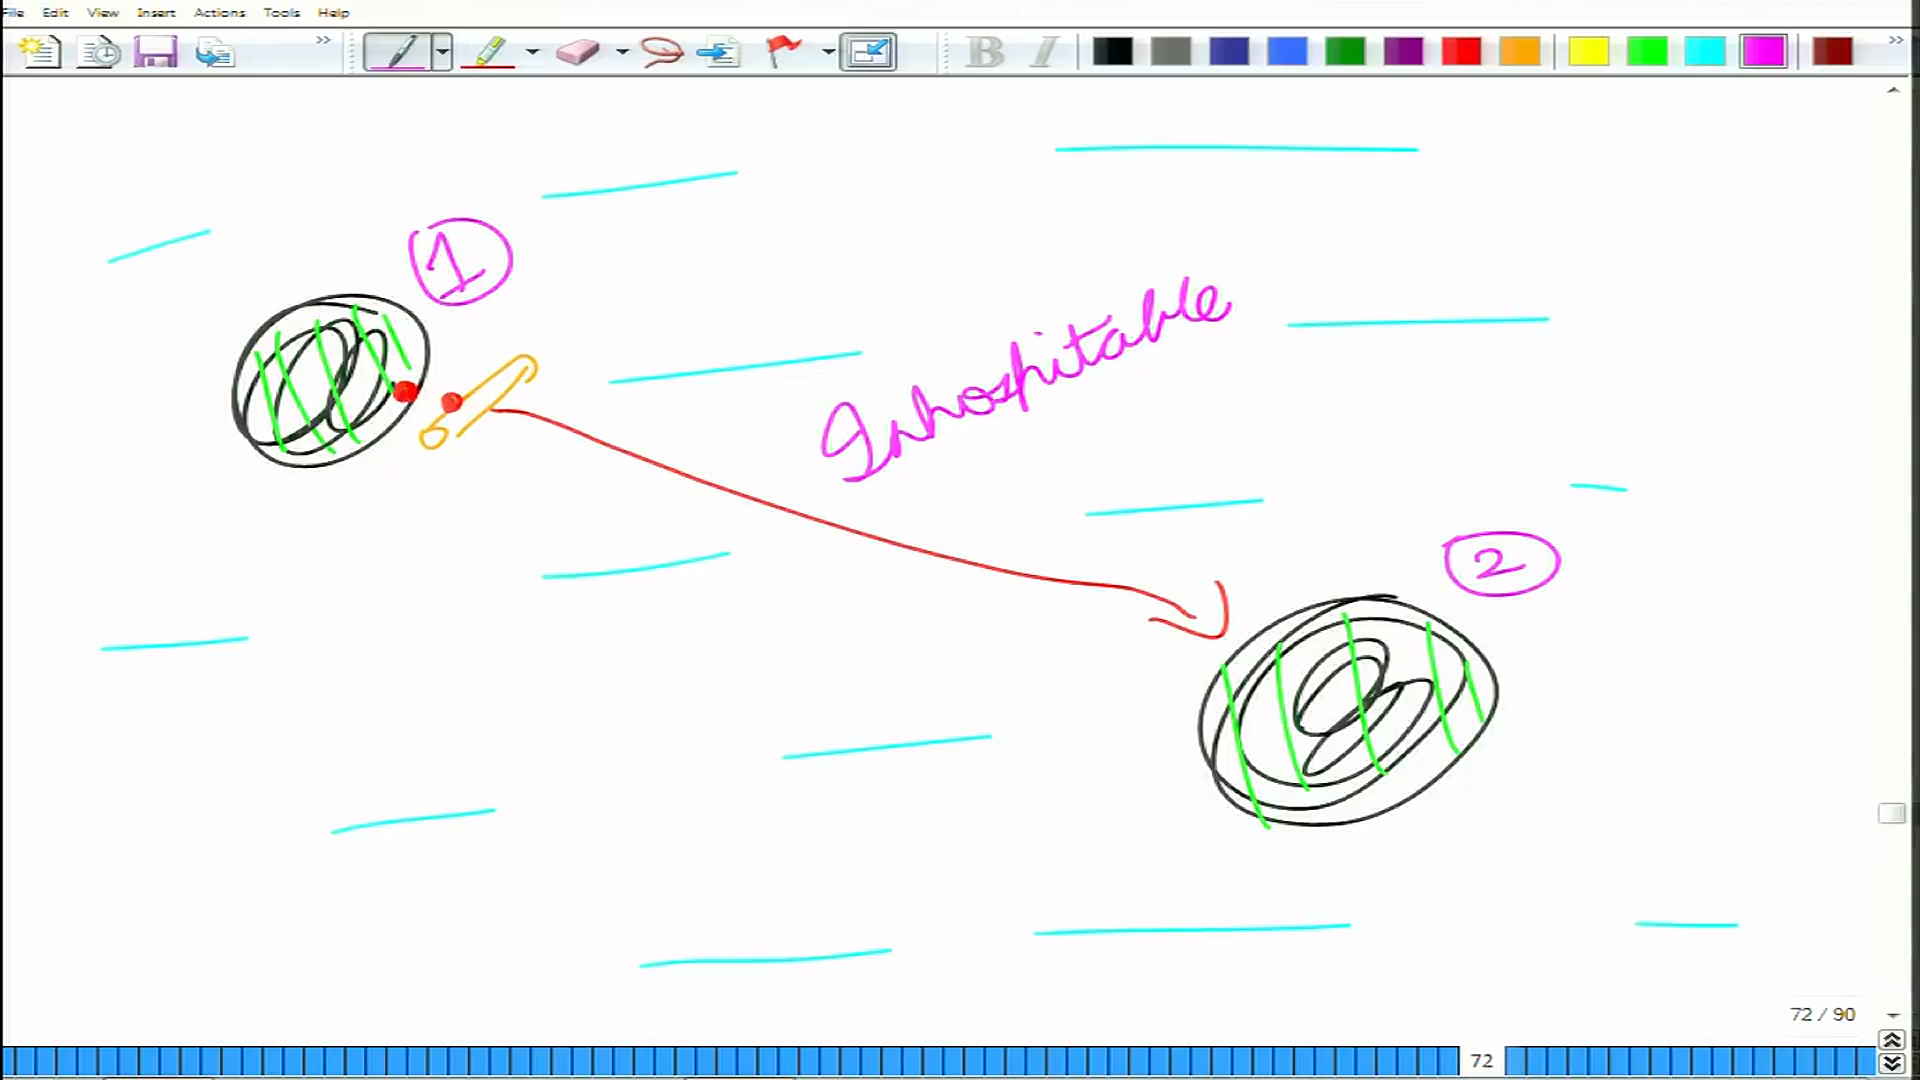 File Edit View Insert Actions Tools Help
B I
1
Inhospitable
2
72 / 90
72